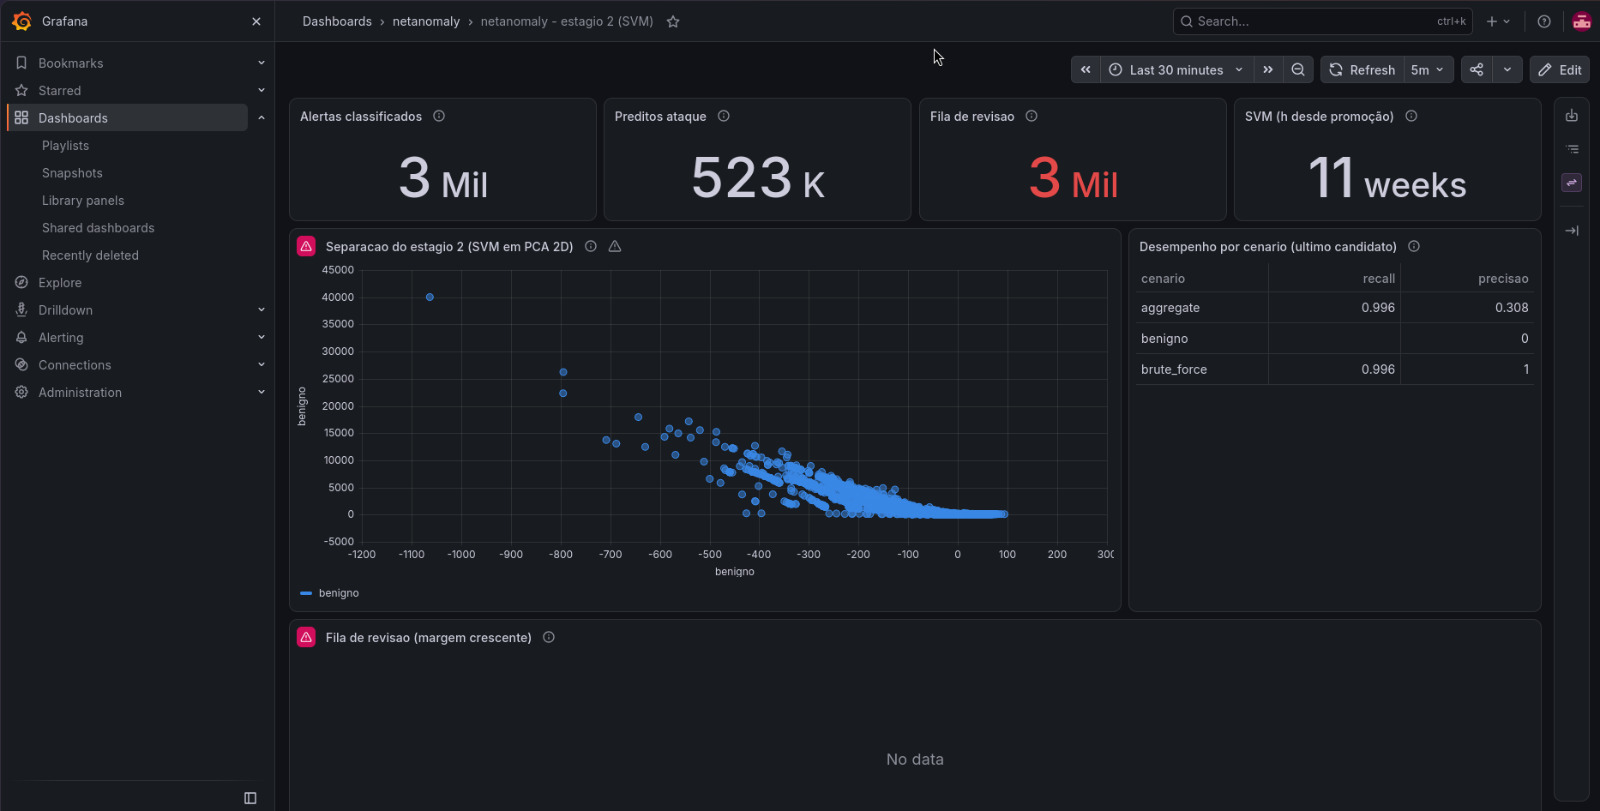 Grafana
Dashboards › netanomaly › netanomaly - estagio 2 (SVM)
Search...
ctrl+k
Bookmarks
Starred
Dashboards
Playlists
Snapshots
Library panels
Shared dashboards
Recently deleted
Explore
Drilldown
Alerting
Connections
Administration
Last 30 minutes
Refresh
5m
Edit
Alertas classificados
3 Mil
Preditos ataque
523 K
Fila de revisao
3 Mil
SVM (h desde promoção)
11 weeks
Separacao do estagio 2 (SVM em PCA 2D)
45000
40000
35000
30000
25000
20000
15000
10000
5000
0
-5000
benigno
-1200 -1100 -1000 -900 -800 -700 -600 -500 -400 -300 -200 -100 0 100 200 300
benigno
benigno
Desempenho por cenario (ultimo candidato)
cenario recall precisao
aggregate 0.996 0.308
benigno 0
brute_force 0.996 1
Fila de revisao (margem crescente)
No data